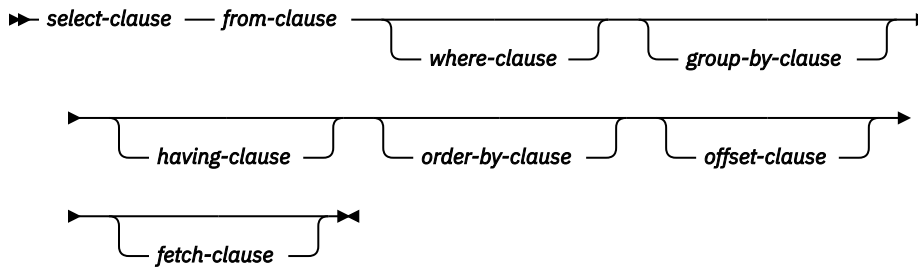 select-clause from-clause
where-clause group-by-clause
having-clause order-by-clause offset-clause
fetch-clause